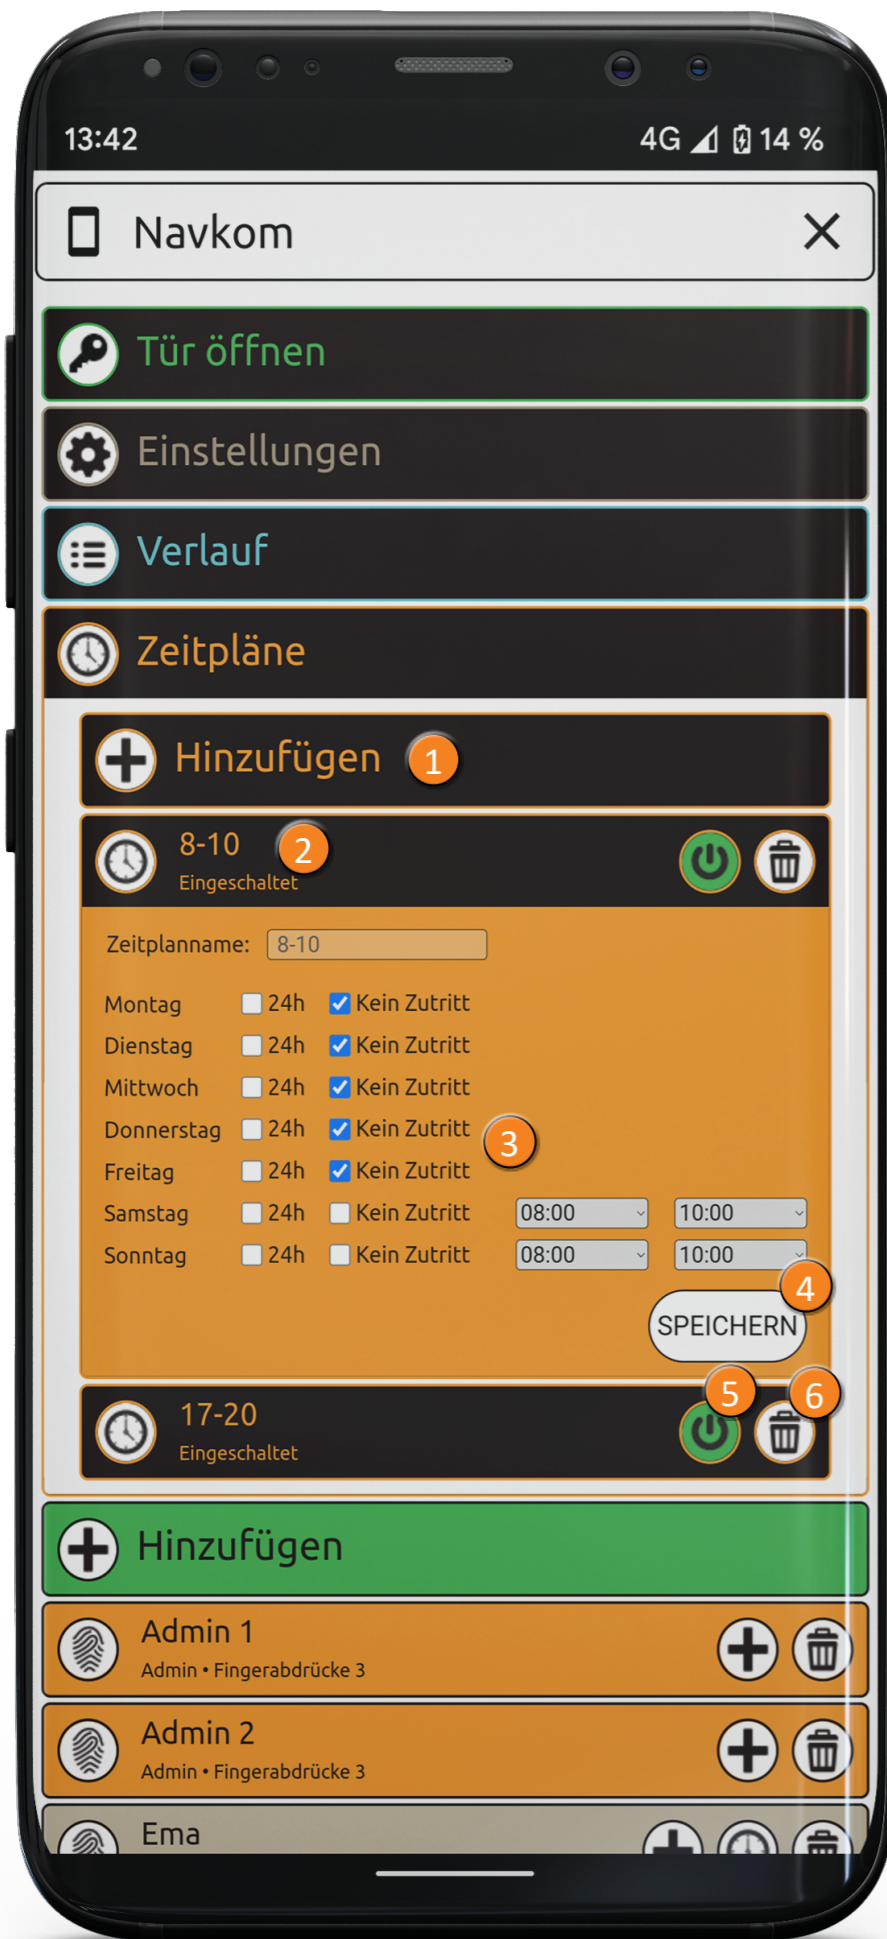 13:42 4G 14 %
Navkom
Tür öffnen
Einstellungen
Verlauf
Zeitpläne
Hinzufügen 1
8-10 2
Eingeschaltet
Zeitplanname: 8-10
Montag 24h Kein Zutritt
Dienstag 24h Kein Zutritt
Mittwoch 24h Kein Zutritt
Donnerstag 24h Kein Zutritt 3
Freitag 24h Kein Zutritt
Samstag 24h Kein Zutritt 08:00 10:00
Sonntag 24h Kein Zutritt 08:00 10:00
4
SPEICHERN
5 6
17-20
Eingeschaltet
Hinzufügen
Admin 1
Admin • Fingerabdrücke 3
Admin 2
Admin • Fingerabdrücke 3
Ema